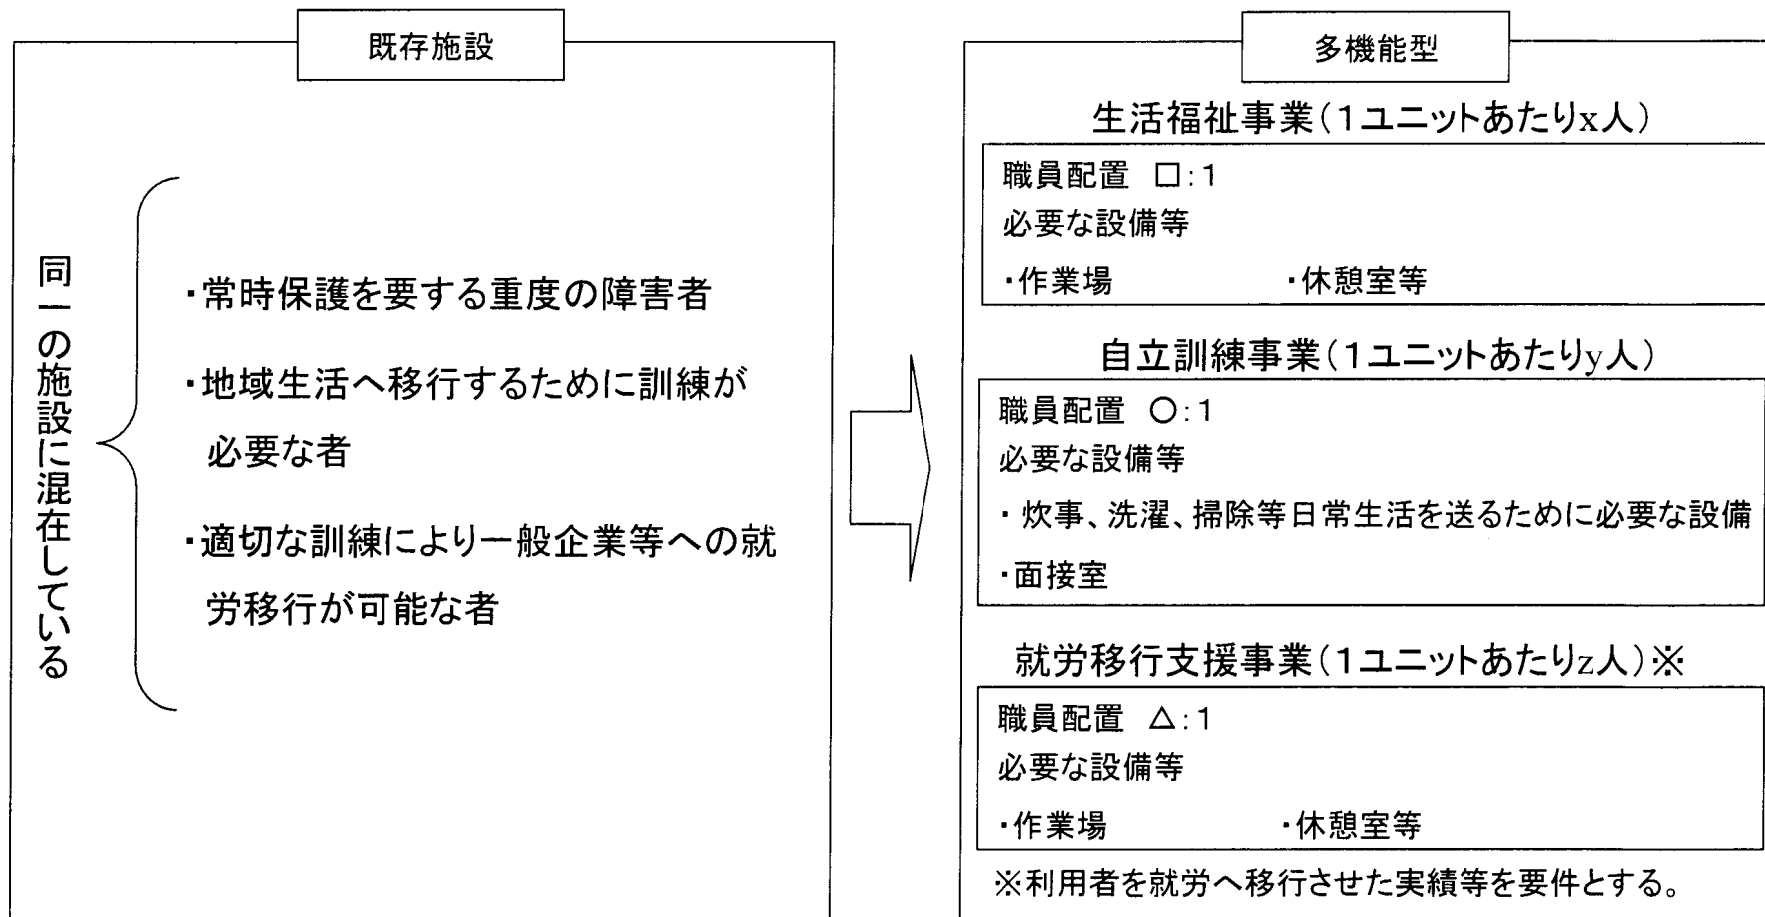 既存施設
同一の施設に混在している
・常時保護を要する重度の障害者
・地域生活へ移行するために訓練が
必要な者
・適切な訓練により一般企業等への就
労移行が可能な者
多機能型
生活福祉事業(1ユニットあたりx人)
職員配置 □:1
必要な設備等
・作業場 ・休憩室等
自立訓練事業(1ユニットあたりy人)
職員配置 ○:1
必要な設備等
・炊事、洗濯、掃除等日常生活を送るために必要な設備
・面接室
就労移行支援事業(1ユニットあたりz人)※
職員配置 △:1
必要な設備等
・作業場 ・休憩室等
※利用者を就労へ移行させた実績等を要件とする。